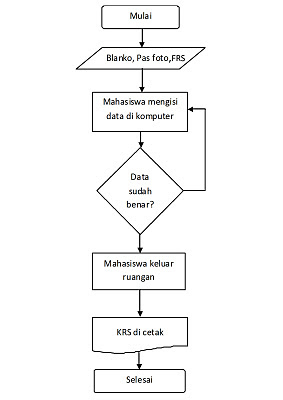 Mulai
Blanko, Pas foto,FRS
Mahasiswa mengisi
data di komputer
Data
sudah
benar?
Mahasiswa keluar
ruangan
KRS di cetak
Selesai